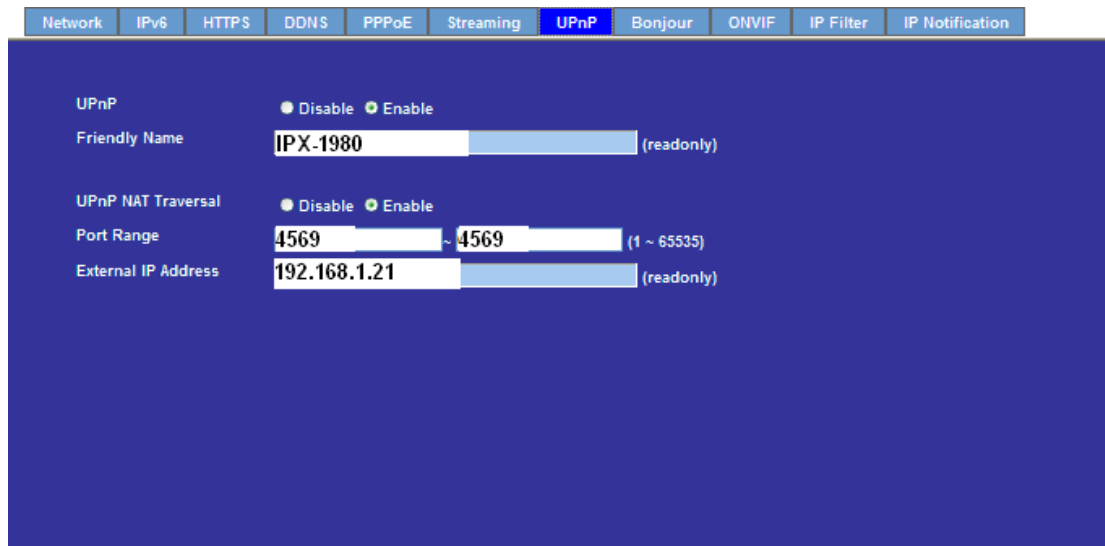 Network IPv6 HTTPS DDNS PPPoE Streaming UPnP Bonjour ONVIF IP Filter IP Notification
UPnP Disable Enable
Friendly Name IPX-1980 (readonly)
UPnP NAT Traversal Disable Enable
Port Range 4569 ~ 4569 (1 ~ 65535)
External IP Address 192.168.1.21 (readonly)